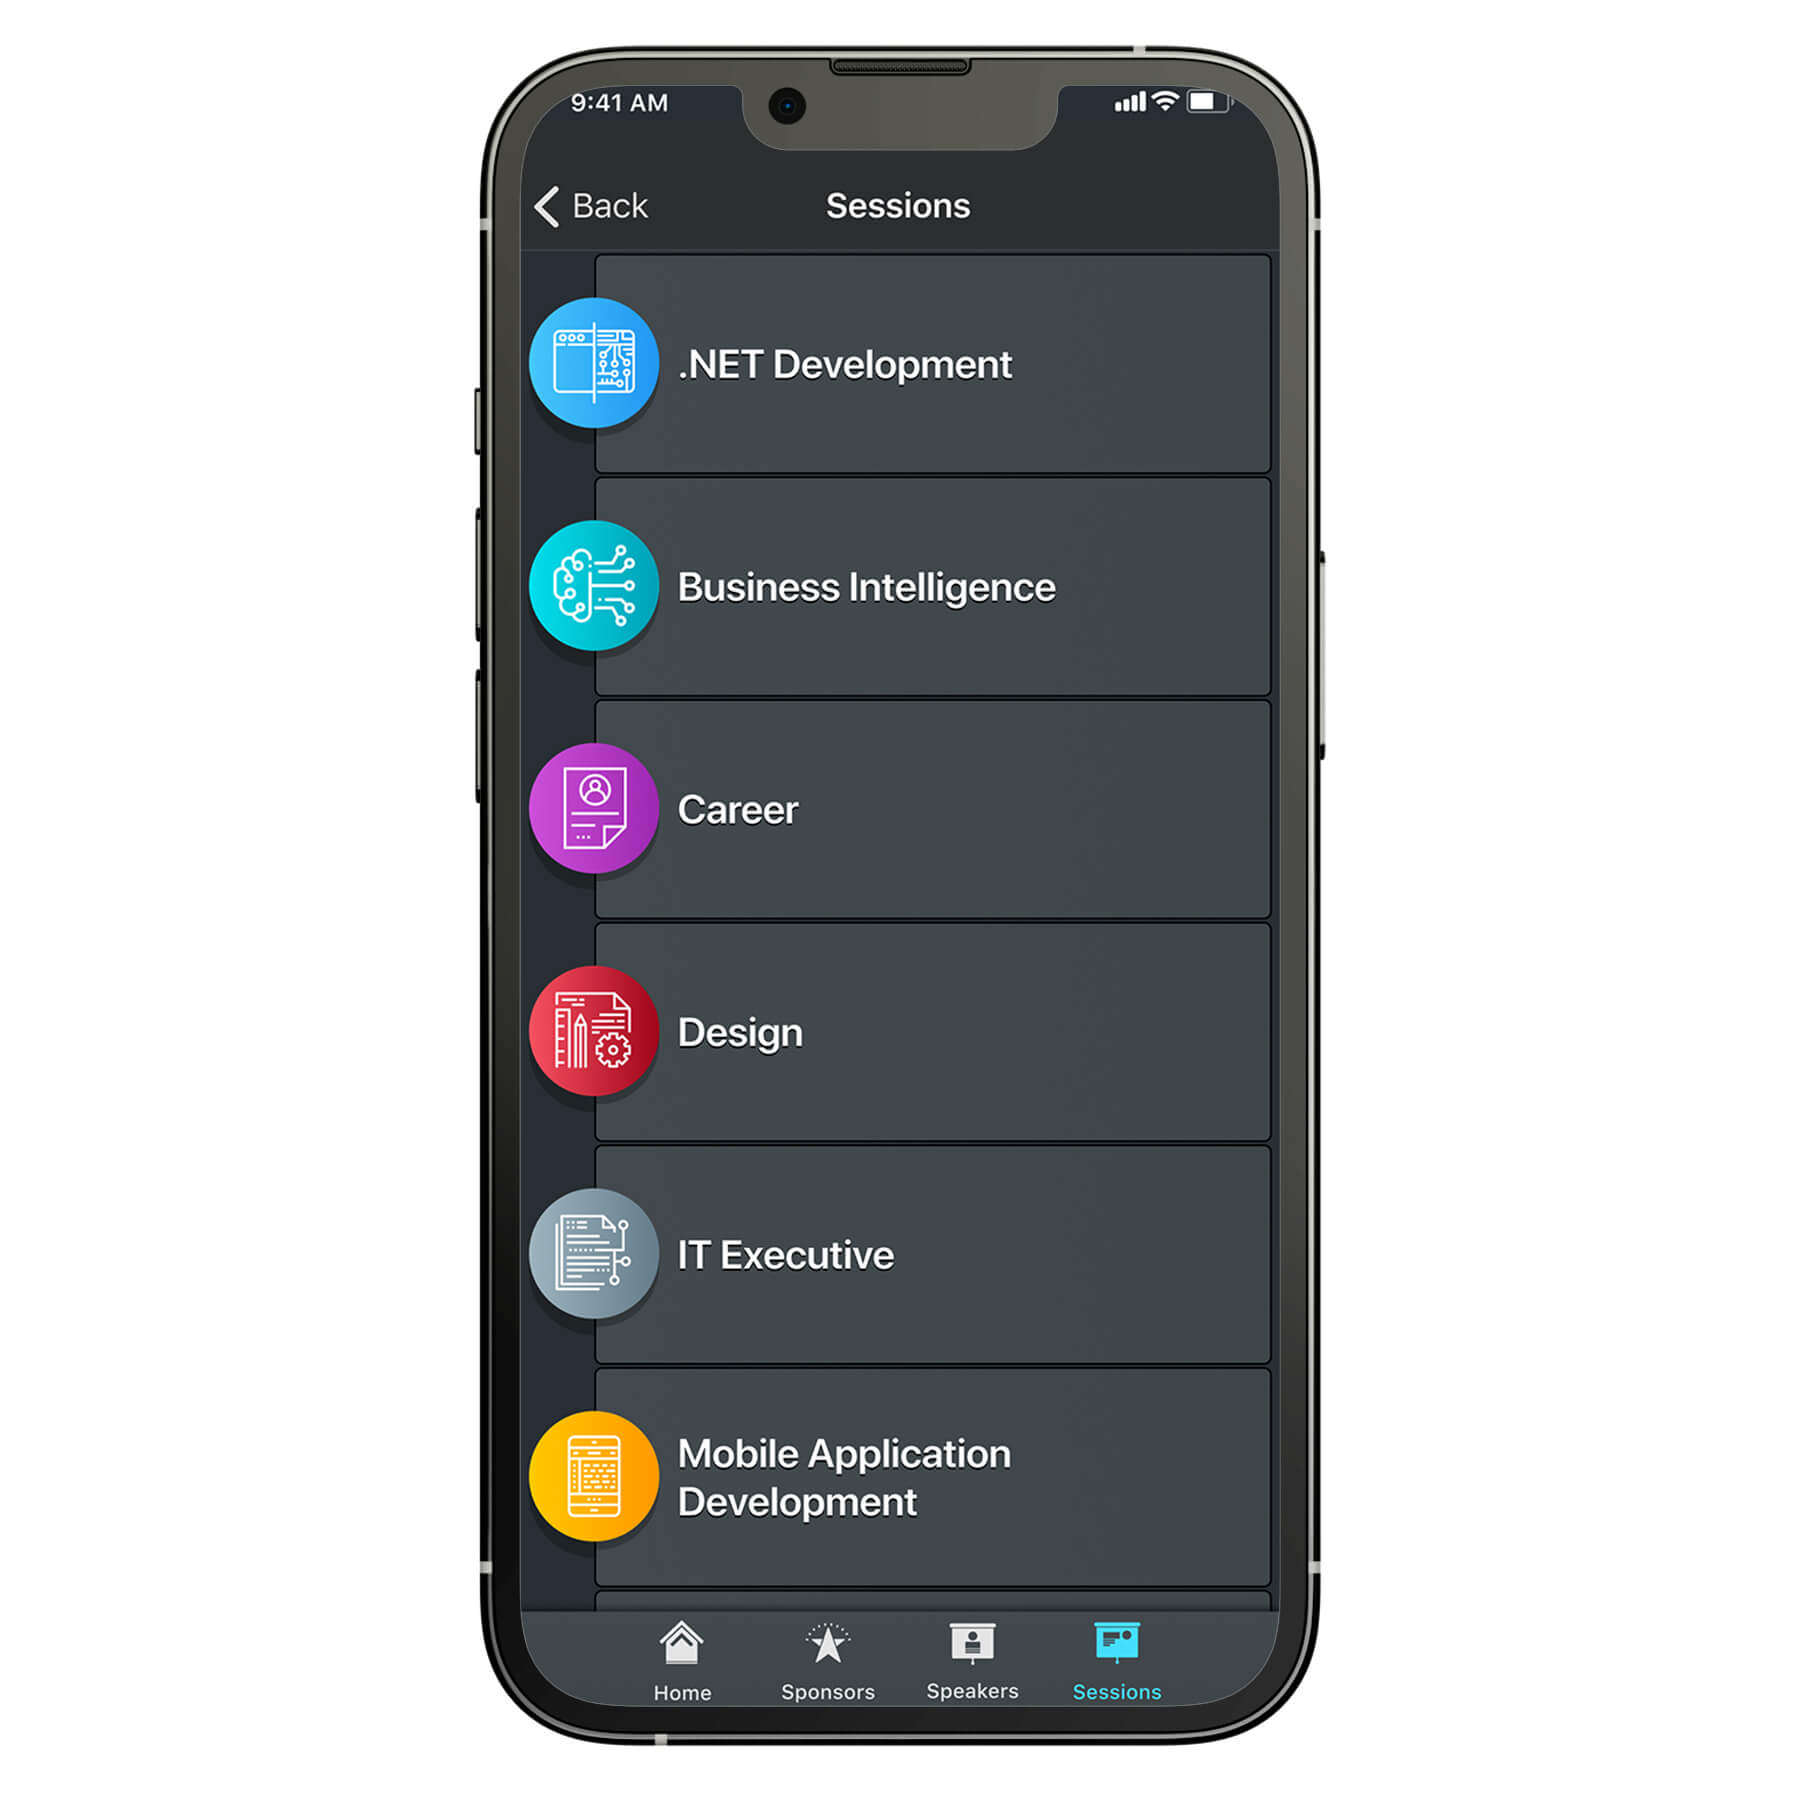 9:41 AM
Back
Sessions
.NET Development
Business Intelligence
Career
Design
IT Executive
Mobile Application
Development
Home
Sponsors
Speakers
Sessions